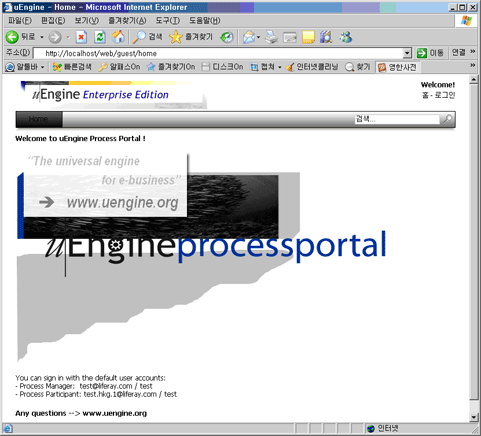 uEngine - Home - Microsoft Internet Explorer
파일(F) 편집(E) 보기(V) 즐겨찾기(A) 도구(T) 도움말(H)
뒤로 검색 즐겨찾기
주소(D) http://localhost/web/guest/home 이동 연결 »
알툴바 빠른검색 알패스On 즐겨찾기On 디스크On 캡쳐 인터넷클리닝 찾기 영한사전
uEngine Enterprise Edition
Welcome!
홈 - 로그인
Home 검색...
Welcome to uEngine Process Portal !
"The universal engine
for e-business"
www.uengine.org
uEngineprocessportal
You can sign in with the default user accounts:
- Process Manager: test@liferay.com / test
- Process Participant: test.hkg.1@liferay.com / test
Any questions --> www.uengine.org
인터넷